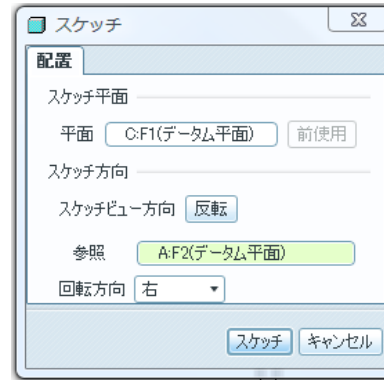 スケッチ
配置
スケッチ平面
平面 C:F1(データム平面) 前使用
スケッチ方向
スケッチビュー方向 反転
参照 A:F2(データム平面)
回転方向 右
スケッチ キャンセル